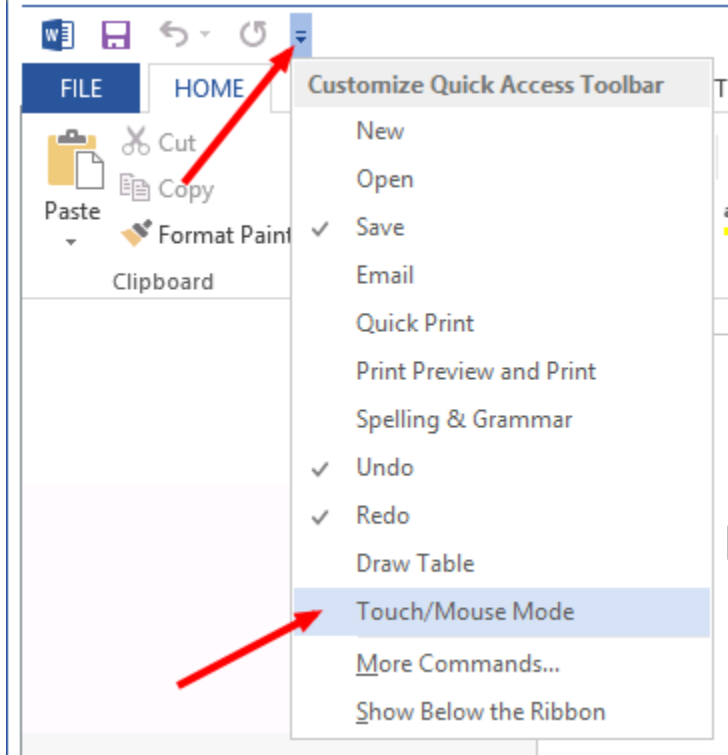 W
FILE
HOME
Cut
Copy
Paste
Format Paint
Clipboard
Customize Quick Access Toolbar
New
Open
Save
Email
Quick Print
Print Preview and Print
Spelling & Grammar
Undo
Redo
Draw Table
Touch/Mouse Mode
More Commands...
Show Below the Ribbon
T